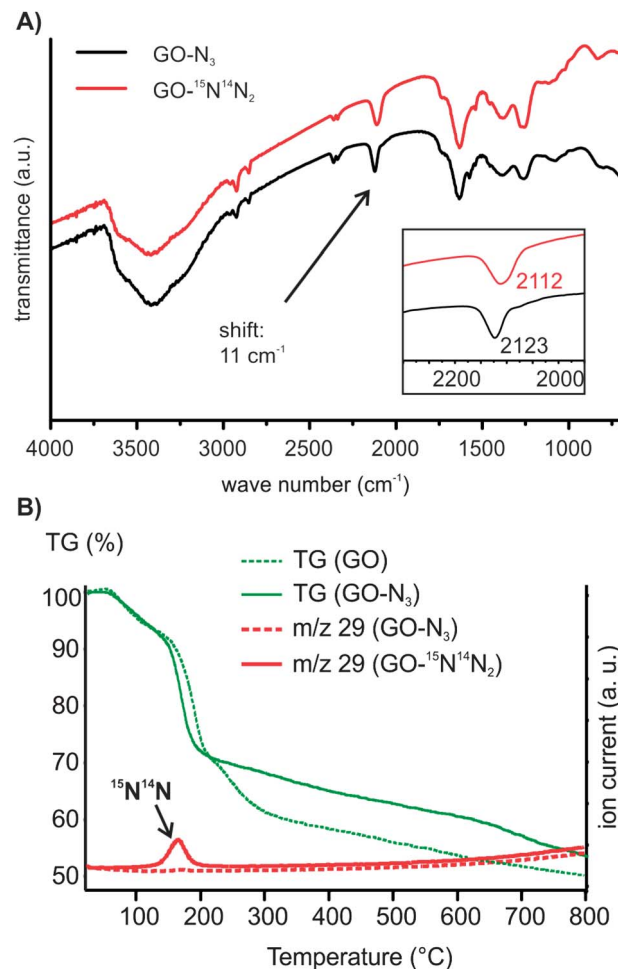 A)
GO-N₃
GO-¹⁵N¹⁴N₂
transmittance (a.u.)
shift:
11 cm⁻¹
2112
2123
2200 2000
4000 3500 3000 2500 2000 1500 1000
wave number (cm⁻¹)
B)
TG (%)
TG (GO)
TG (GO-N₃)
m/z 29 (GO-N₃)
m/z 29 (GO-¹⁵N¹⁴N₂)
100
90
80
70
60
50
¹⁵N¹⁴N
ion current (a. u.)
100 200 300 400 500 600 700 800
Temperature (°C)